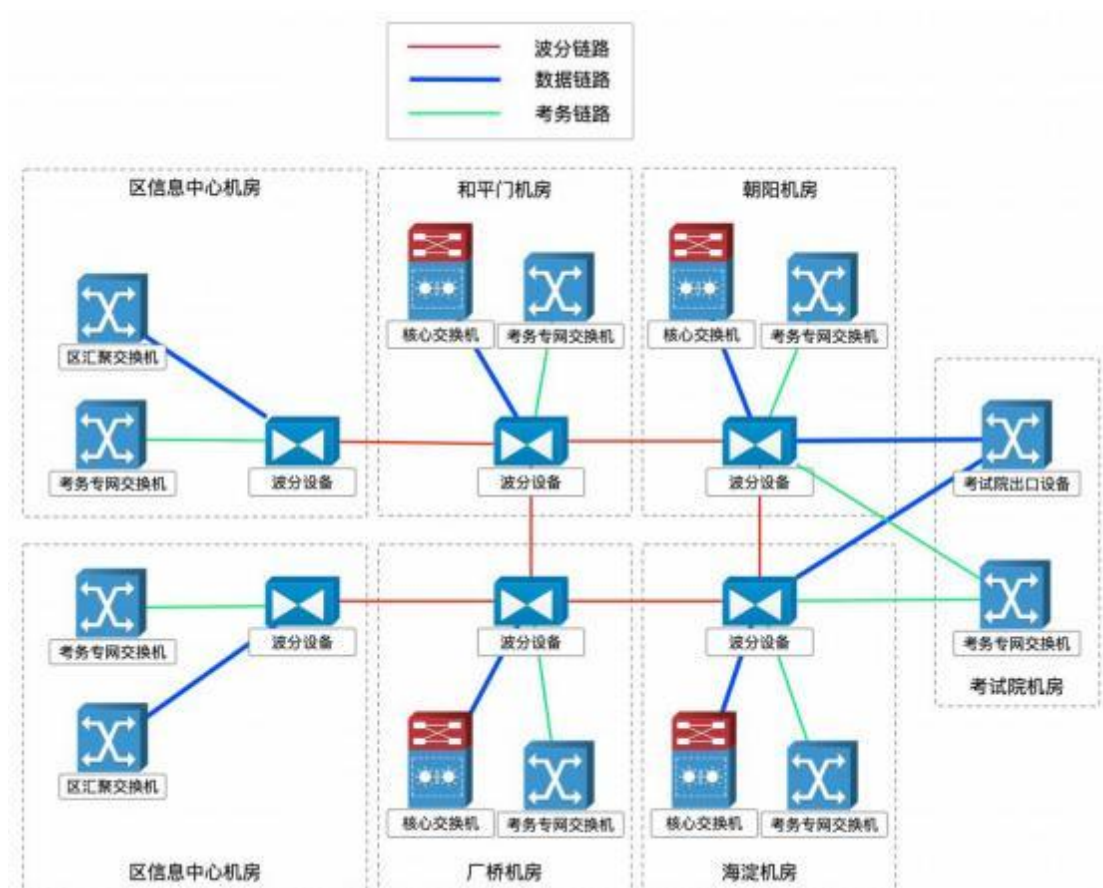 波分链路
数据链路
考务链路
区信息中心机房
和平门机房
朝阳机房
核心交换机
考务专网交换机
核心交换机
考务专网交换机
区汇聚交换机
考务专网交换机
波分设备
波分设备
波分设备
考试院出口设备
考务专网交换机
波分设备
波分设备
波分设备
考务专网交换机
考试院机房
区汇聚交换机
核心交换机
考务专网交换机
核心交换机
考务专网交换机
区信息中心机房
厂桥机房
海淀机房